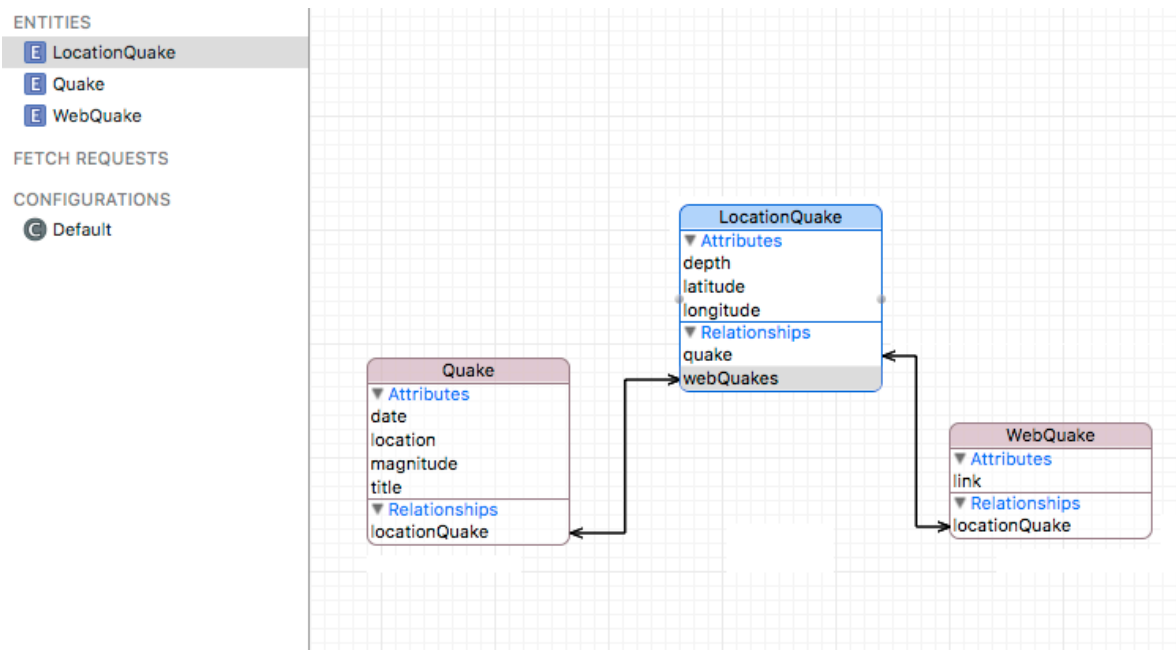 ENTITIES
E LocationQuake
E Quake
E WebQuake
FETCH REQUESTS
CONFIGURATIONS
C Default
LocationQuake
Attributes
depth
latitude
longitude
Relationships
quake
webQuakes
Quake
Attributes
date
location
magnitude
title
Relationships
locationQuake
WebQuake
Attributes
link
Relationships
locationQuake